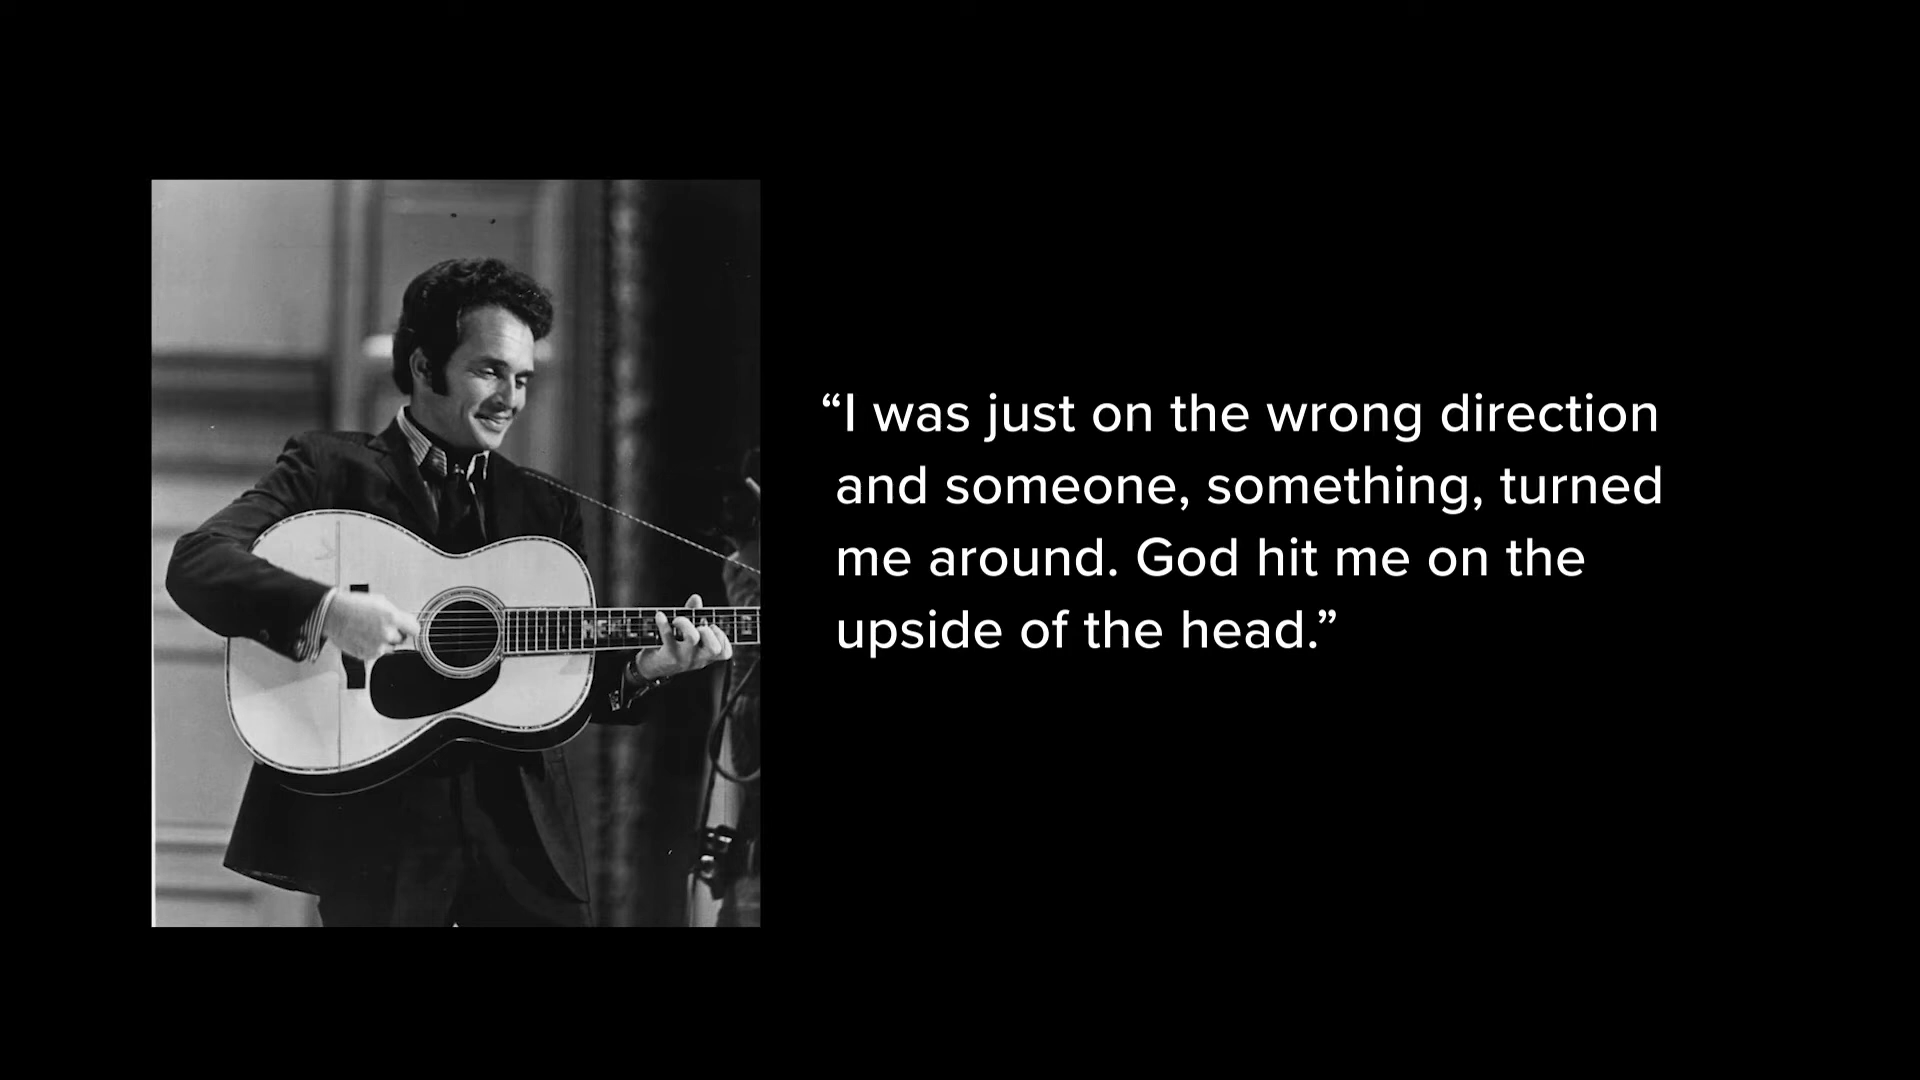 “I was just on the wrong direction
and someone, something, turned
me around. God hit me on the
upside of the head.”